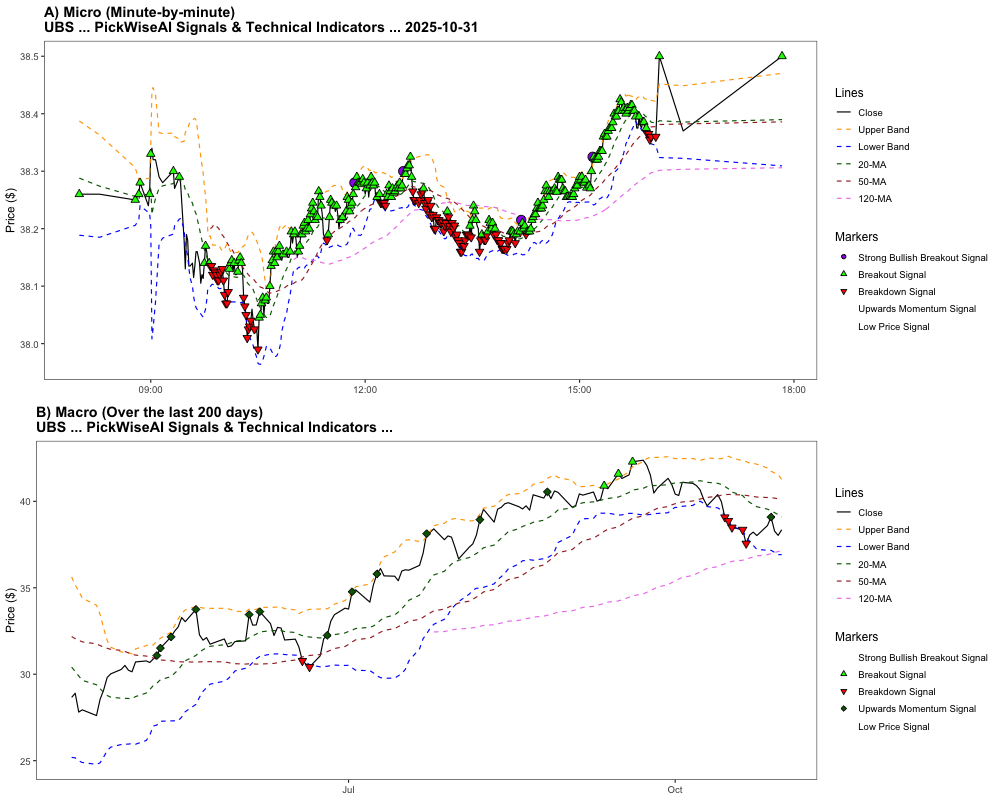 A) Micro (Minute-by-minute)
UBS ... PickWiseAI Signals & Technical Indicators ... 2025-10-31
Price ($)
38.5
38.4
38.3
38.2
38.1
38.0
09:00
12:00
15:00
18:00
Lines
Close
Upper Band
Lower Band
20-MA
50-MA
120-MA
Markers
Strong Bullish Breakout Signal
Breakout Signal
Breakdown Signal
Upwards Momentum Signal
Low Price Signal
B) Macro (Over the last 200 days)
UBS ... PickWiseAI Signals & Technical Indicators ...
Price ($)
40
35
30
25
Jul
Oct
Lines
Close
Upper Band
Lower Band
20-MA
50-MA
120-MA
Markers
Strong Bullish Breakout Signal
Breakout Signal
Breakdown Signal
Upwards Momentum Signal
Low Price Signal